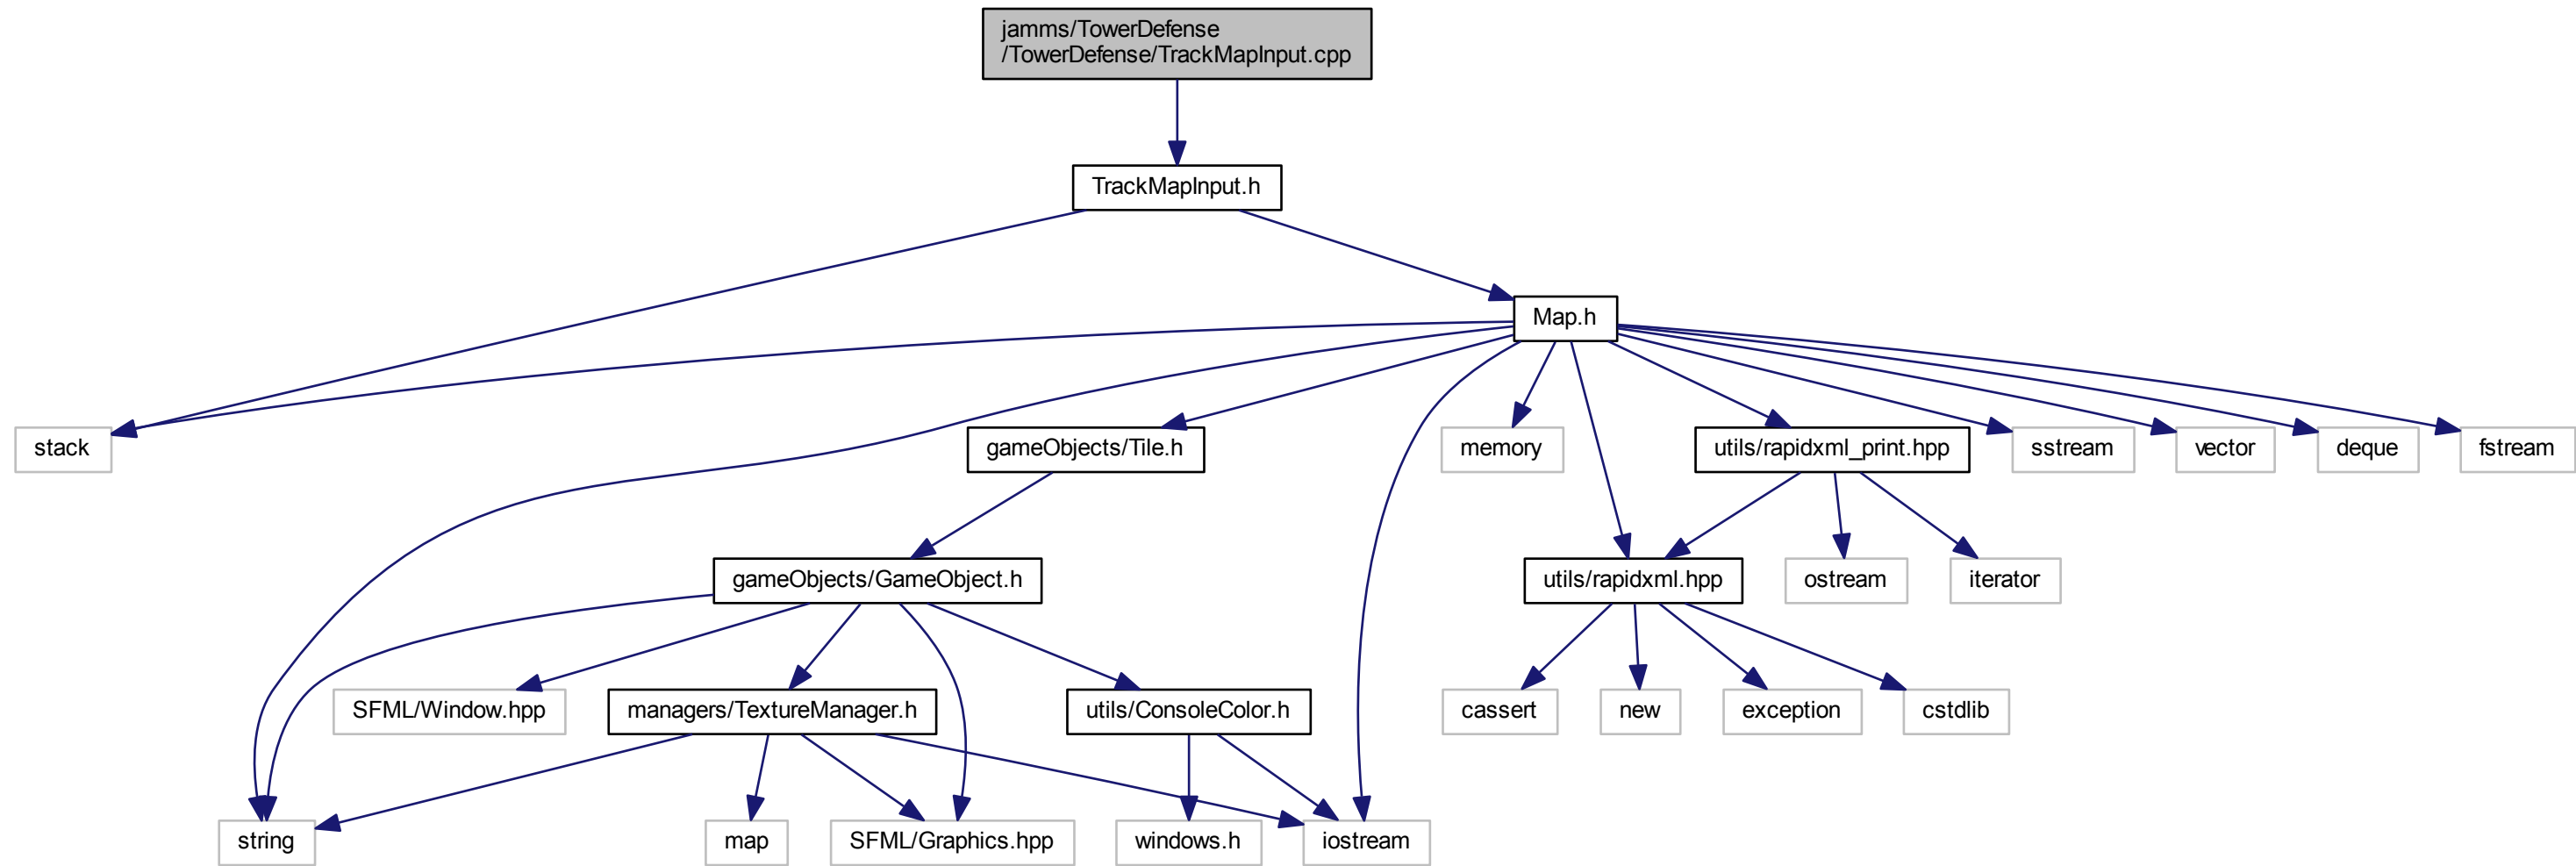 jamms/TowerDefense
/TowerDefense/TrackMapInput.cpp
TrackMapInput.h
Map.h
stack
gameObjects/Tile.h
memory
utils/rapidxml_print.hpp
sstream
vector
deque
fstream
gameObjects/GameObject.h
utils/rapidxml.hpp
ostream
iterator
SFML/Window.hpp
managers/TextureManager.h
utils/ConsoleColor.h
cassert
new
exception
cstdlib
string
map
SFML/Graphics.hpp
windows.h
iostream